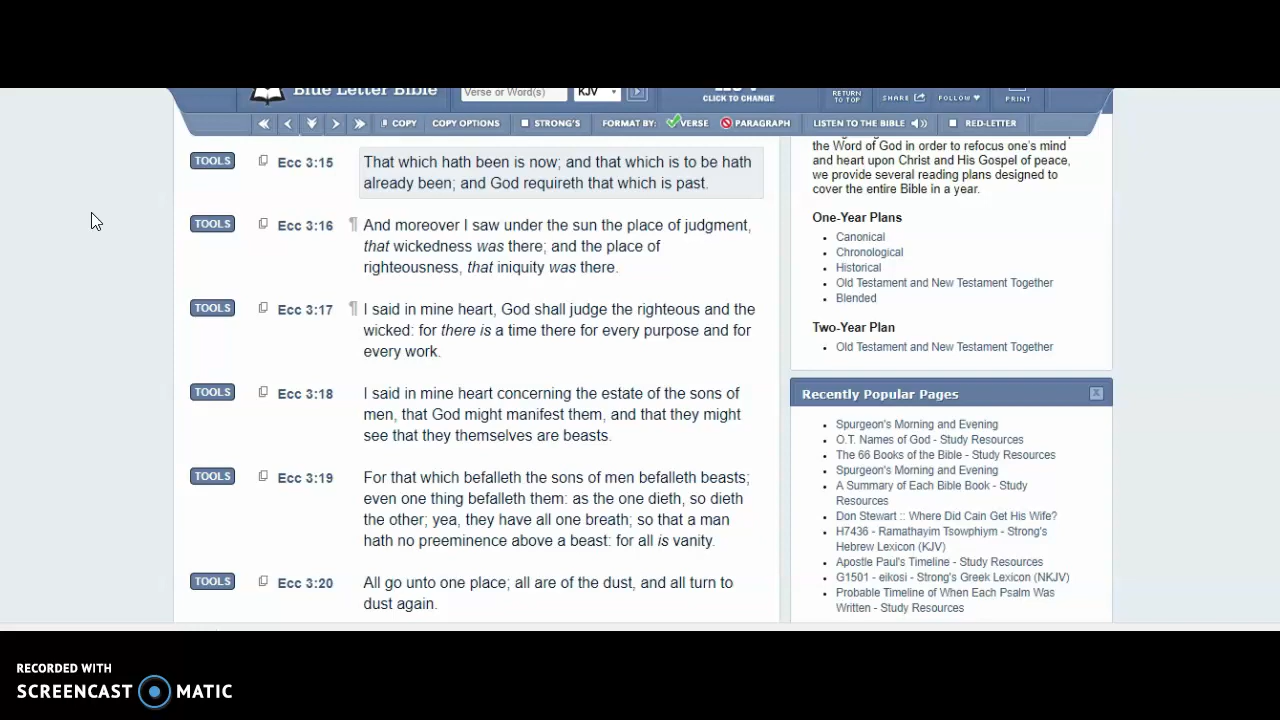 Blue Letter Bible
Verse or Word(s)
KJV
CLICK TO CHANGE
RETURN
TO TOP
SHARE
FOLLOW
PRINT
COPY
COPY OPTIONS
STRONG'S
FORMAT BY:
VERSE
PARAGRAPH
LISTEN TO THE BIBLE
RED-LETTER
TOOLS
Ecc 3:15
That which hath been is now; and that which is to be hath
already been; and God requireth that which is past.
TOOLS
Ecc 3:16
¶ And moreover I saw under the sun the place of judgment,
that wickedness was there; and the place of
righteousness, that iniquity was there.
TOOLS
Ecc 3:17
¶ I said in mine heart, God shall judge the righteous and the
wicked: for there is a time there for every purpose and for
every work.
TOOLS
Ecc 3:18
I said in mine heart concerning the estate of the sons of
men, that God might manifest them, and that they might
see that they themselves are beasts.
TOOLS
Ecc 3:19
For that which befalleth the sons of men befalleth beasts;
even one thing befalleth them: as the one dieth, so dieth
the other; yea, they have all one breath; so that a man
hath no preeminence above a beast: for all is vanity.
TOOLS
Ecc 3:20
All go unto one place; all are of the dust, and all turn to
dust again.
the Word of God in order to refocus one's mind
and heart upon Christ and His Gospel of peace,
we provide several reading plans designed to
cover the entire Bible in a year.
One-Year Plans
Canonical
Chronological
Historical
Old Testament and New Testament Together
Blended
Two-Year Plan
Old Testament and New Testament Together
Recently Popular Pages
Spurgeon's Morning and Evening
O.T. Names of God - Study Resources
The 66 Books of the Bible - Study Resources
Spurgeon's Morning and Evening
A Summary of Each Bible Book - Study
Resources
Don Stewart :: Where Did Cain Get His Wife?
H7436 - Ramathayim Tsowphiym - Strong's
Hebrew Lexicon (KJV)
Apostle Paul's Timeline - Study Resources
G1501 - eikosi - Strong's Greek Lexicon (NKJV)
Probable Timeline of When Each Psalm Was
Written - Study Resources
RECORDED WITH
SCREENCAST MATIC